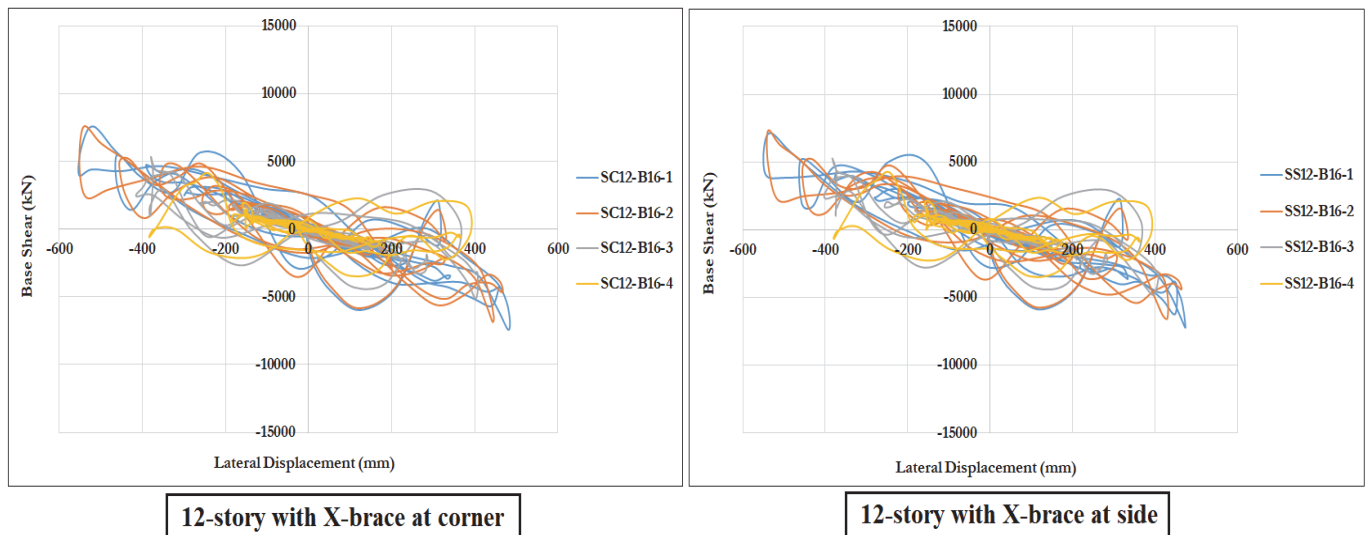 15000
10000
5000
0
-5000
-10000
-15000
-600
-400
-200
0
200
400
600
Base Shear (kN)
Lateral Displacement (mm)
SC12-B16-1
SC12-B16-2
SC12-B16-3
SC12-B16-4
12-story with X-brace at corner
15000
10000
5000
0
-5000
-10000
-15000
-600
-400
-200
0
200
400
600
Base Shear (kN)
Lateral Displacement (mm)
SS12-B16-1
SS12-B16-2
SS12-B16-3
SS12-B16-4
12-story with X-brace at side